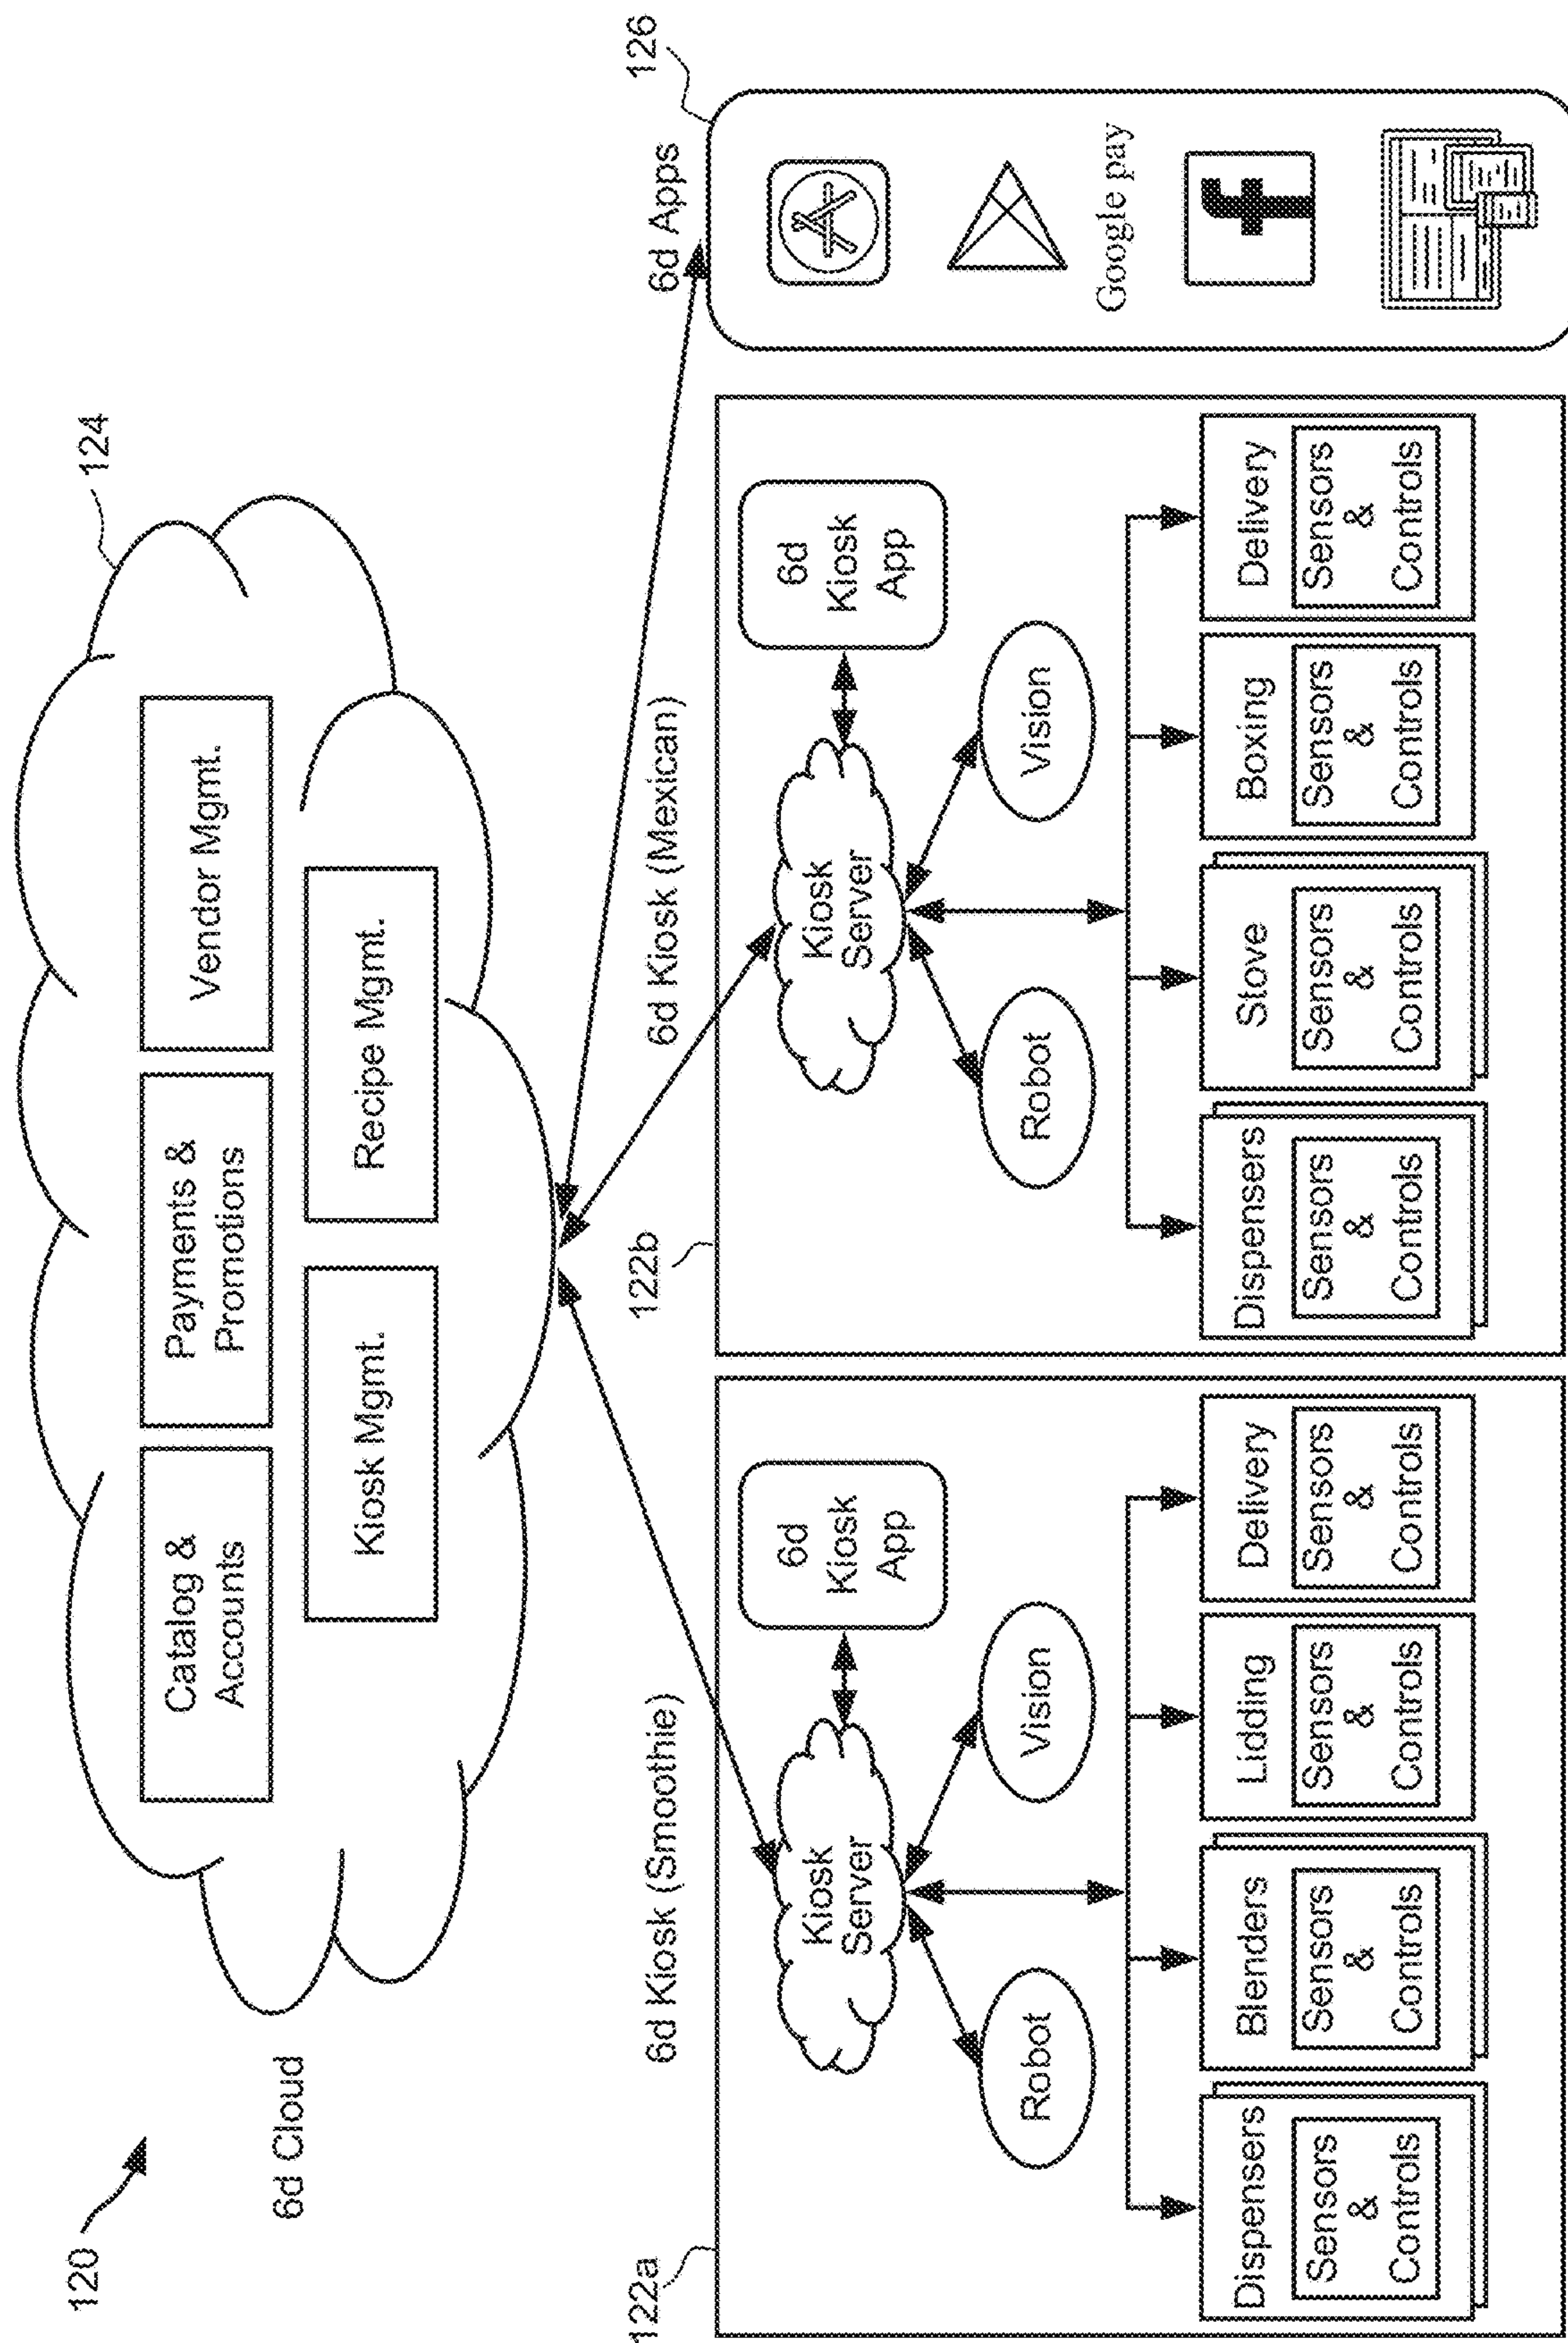 120
6d Cloud
124
Catalog &
Accounts
Payments &
Promotions
Vendor Mgmt.
Kiosk Mgmt.
Recipe Mgmt.
122a
6d Kiosk (Smoothie)
Kiosk
Server
6d
Kiosk
App
Robot
Vision
Dispensers
Sensors
&
Controls
Blenders
Sensors
&
Controls
Lidding
Sensors
&
Controls
Delivery
Sensors
&
Controls
122b
6d Kiosk (Mexican)
Kiosk
Server
6d
Kiosk
App
Robot
Vision
Dispensers
Sensors
&
Controls
Stove
Sensors
&
Controls
Boxing
Sensors
&
Controls
Delivery
Sensors
&
Controls
6d Apps
126
Google pay
f